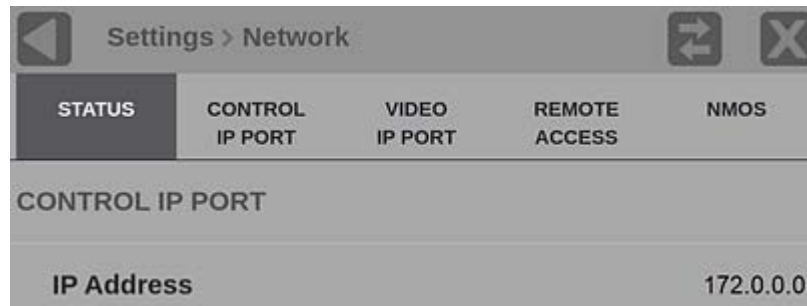 Settings > Network
STATUS
CONTROL
IP PORT
VIDEO
IP PORT
REMOTE
ACCESS
NMOS
CONTROL IP PORT
IP Address 172.0.0.0